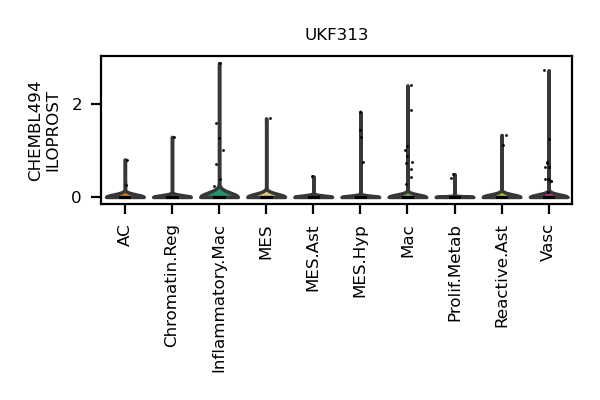 UKF313
CHEMBL494
ILOPROST
2
0
AC
Chromatin.Reg
Inflammatory.Mac
MES
MES.Ast
MES.Hyp
Mac
Prolif.Metab
Reactive.Ast
Vasc